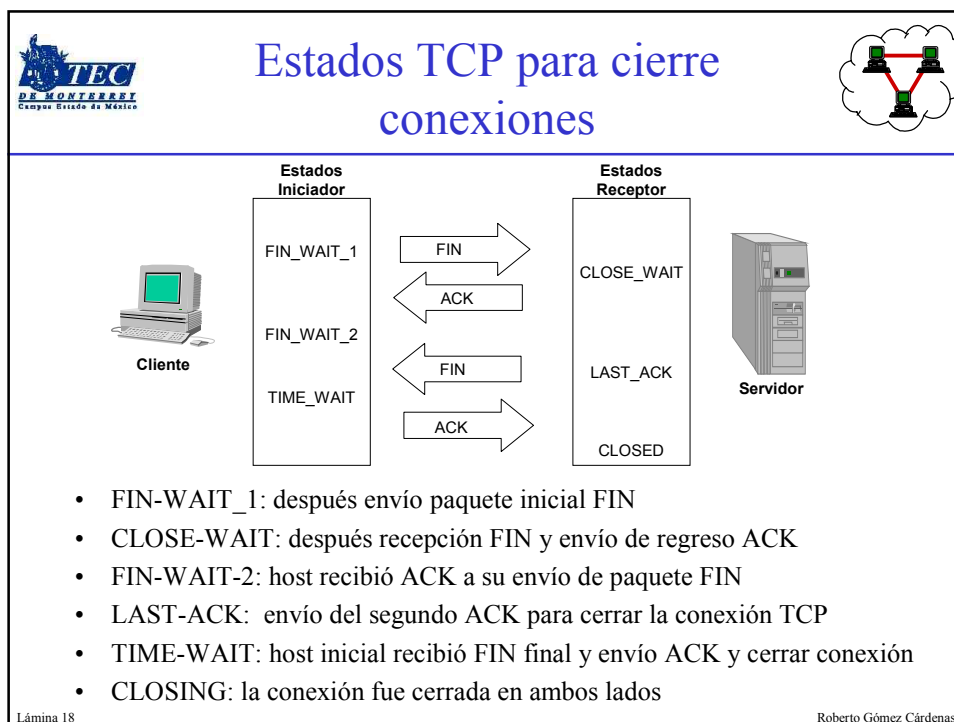 TEC
DE MONTERREY
Campus Estado de México
Estados TCP para cierre
conexiones
Estados
Iniciador
Estados
Receptor
FIN_WAIT_1
FIN
CLOSE_WAIT
ACK
FIN_WAIT_2
FIN
LAST_ACK
TIME_WAIT
ACK
CLOSED
Cliente
Servidor
• FIN-WAIT_1: después envío paquete inicial FIN
• CLOSE-WAIT: después recepción FIN y envío de regreso ACK
• FIN-WAIT-2: host recibió ACK a su envío de paquete FIN
• LAST-ACK: envío del segundo ACK para cerrar la conexión TCP
• TIME-WAIT: host inicial recibió FIN final y envío ACK y cerrar conexión
• CLOSING: la conexión fue cerrada en ambos lados
Lámina 18
Roberto Gómez Cárdenas